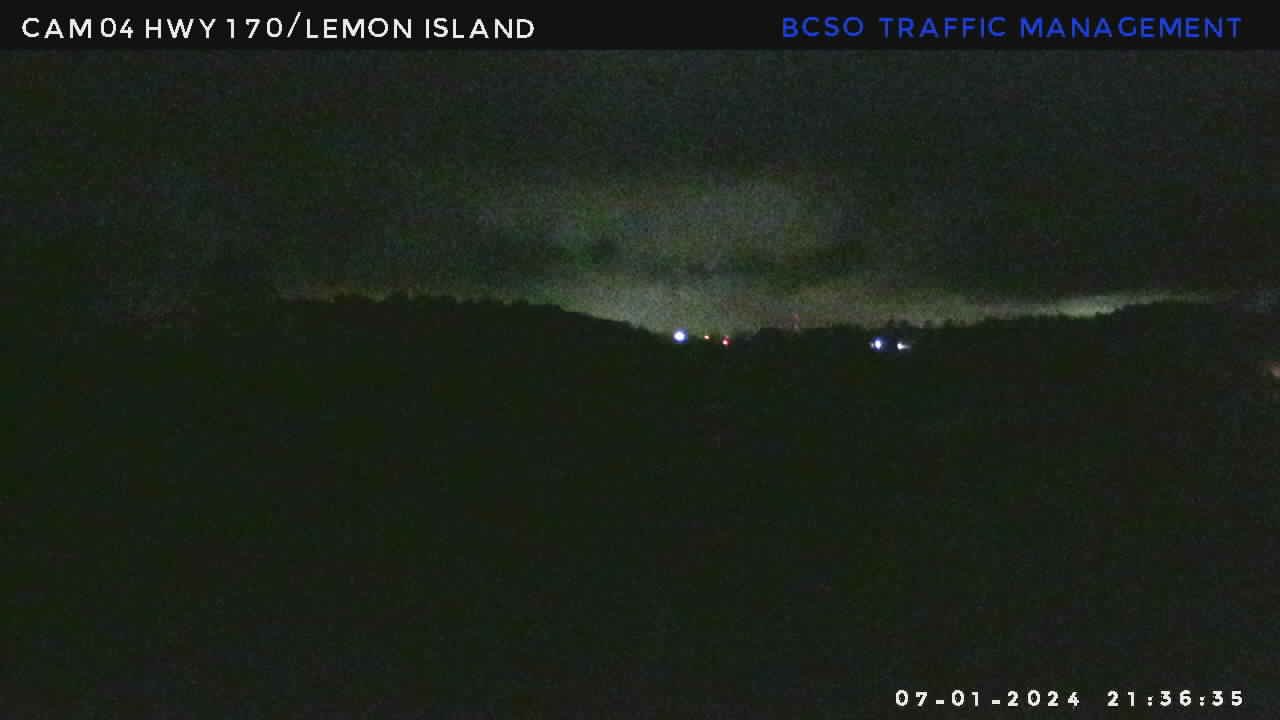 CAM04 HWY 170/LEMON ISLAND
BCSO TRAFFIC MANAGEMENT
07-01-2024 21:36:35